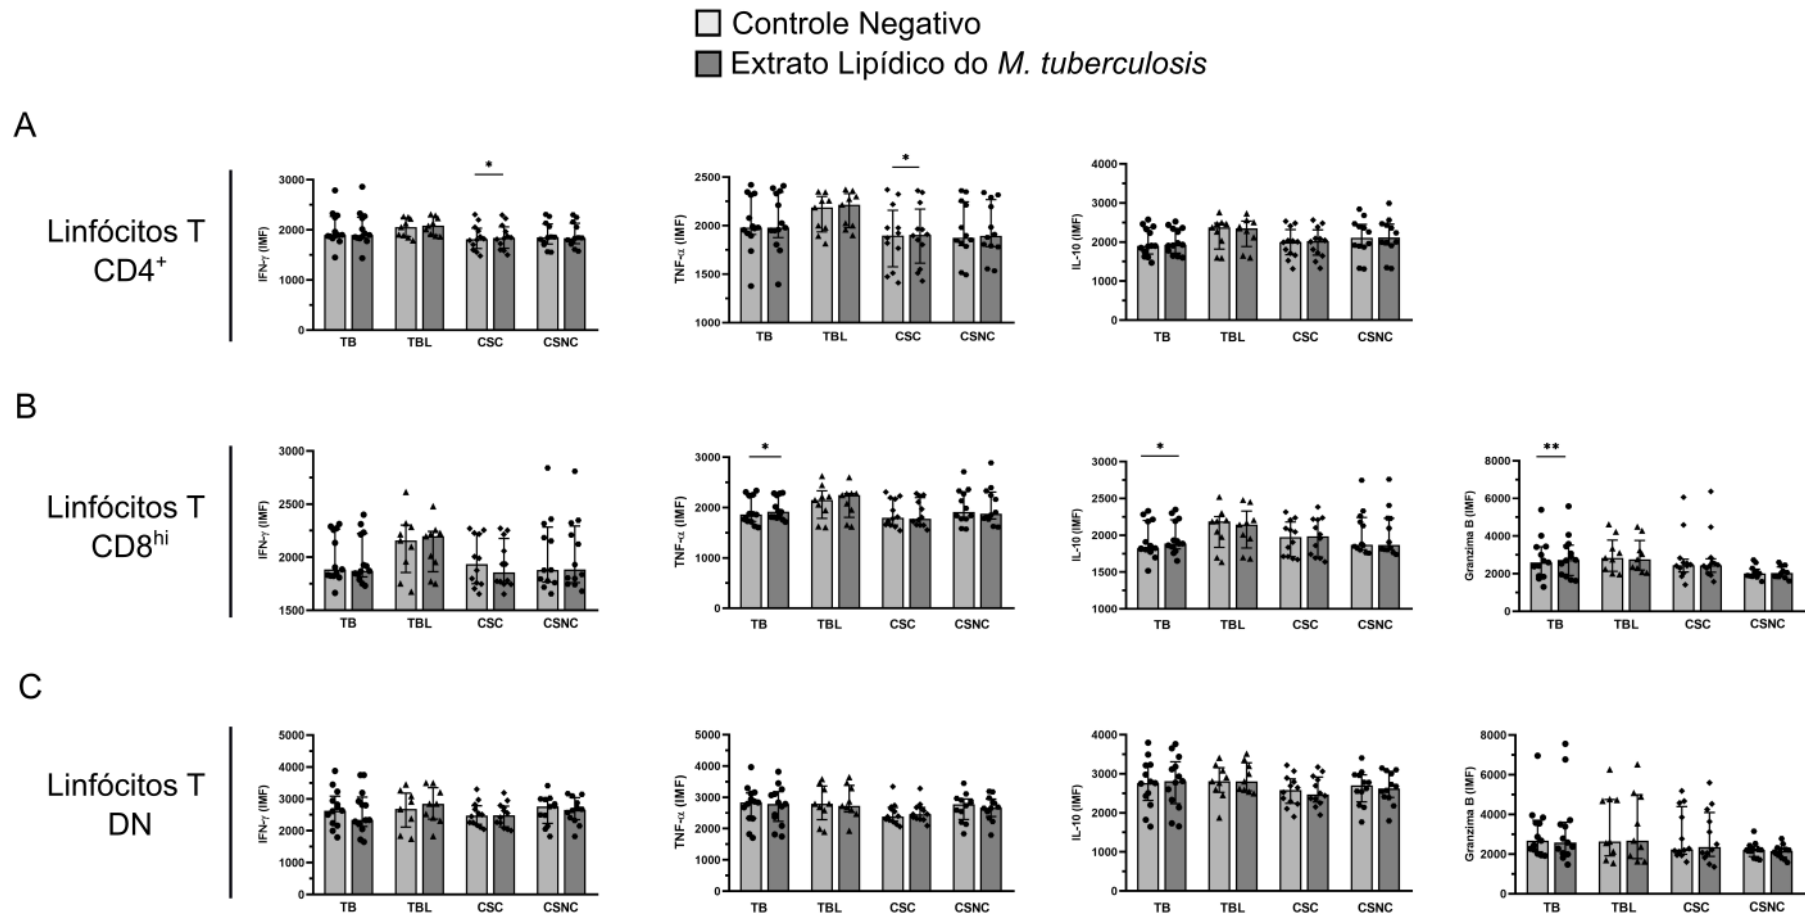 Controle Negativo
Extrato Lipídico do M. tuberculosis
A
Linfócitos T
CD4+
IFN-γ (IMF)
3000
2000
1000
0
TB TBL CSC CSNC
*
TNF-α (IMF)
2500
2000
1500
1000
TB TBL CSC CSNC
*
IL-10 (IMF)
4000
3000
2000
1000
0
TB TBL CSC CSNC
B
Linfócitos T
CD8hi
IFN-γ (IMF)
3000
2500
2000
1500
TB TBL CSC CSNC
TNF-α (IMF)
3000
2000
1000
0
TB TBL CSC CSNC
*
IL-10 (IMF)
3000
2500
2000
1500
1000
TB TBL CSC CSNC
*
Granzima B (IMF)
8000
6000
4000
2000
0
TB TBL CSC CSNC
**
C
Linfócitos T
DN
IFN-γ (IMF)
5000
4000
3000
2000
1000
0
TB TBL CSC CSNC
TNF-α (IMF)
5000
4000
3000
2000
1000
0
TB TBL CSC CSNC
IL-10 (IMF)
4000
3000
2000
1000
0
TB TBL CSC CSNC
Granzima B (IMF)
8000
6000
4000
2000
0
TB TBL CSC CSNC